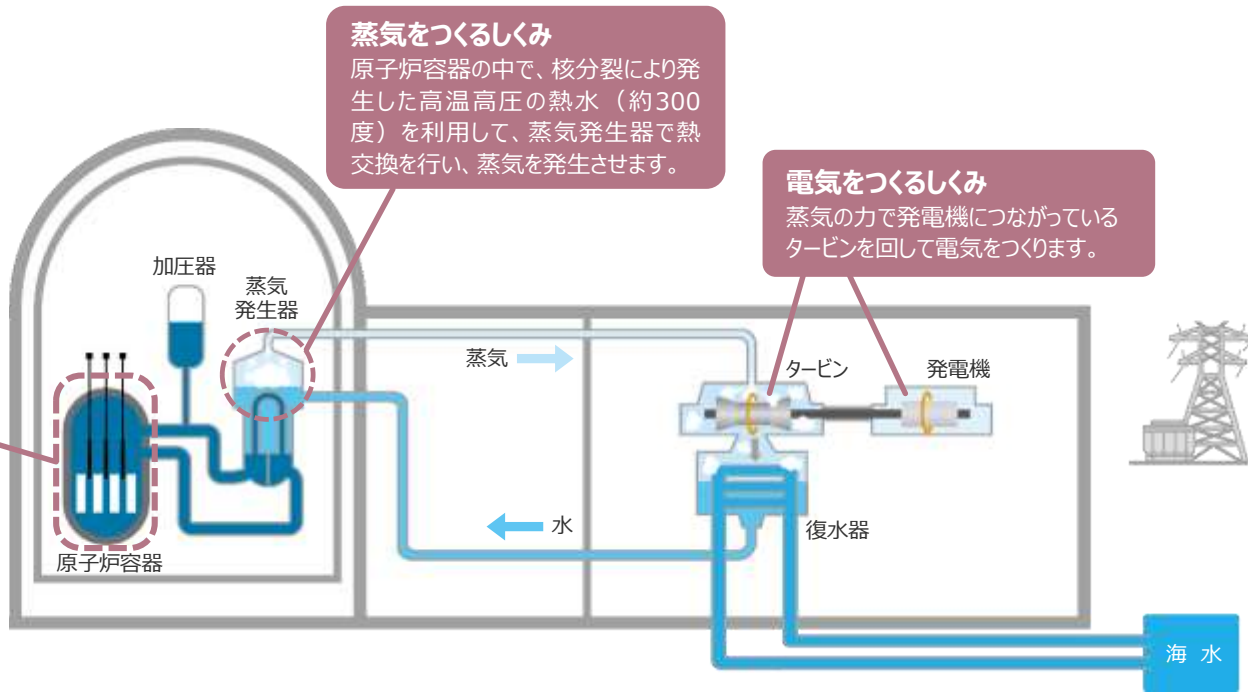 蒸気をつくるしくみ
原子炉容器の中で、核分裂により発
生した高温高圧の熱水（約300
度）を利用して、蒸気発生器で熱
交換を行い、蒸気を発生させます。
電気をつくるしくみ
蒸気の力で発電機につながっている
タービンを回して電気をつくります。
加圧器
蒸気
発生器
蒸気
タービン
発電機
水
復水器
原子炉容器
海 水